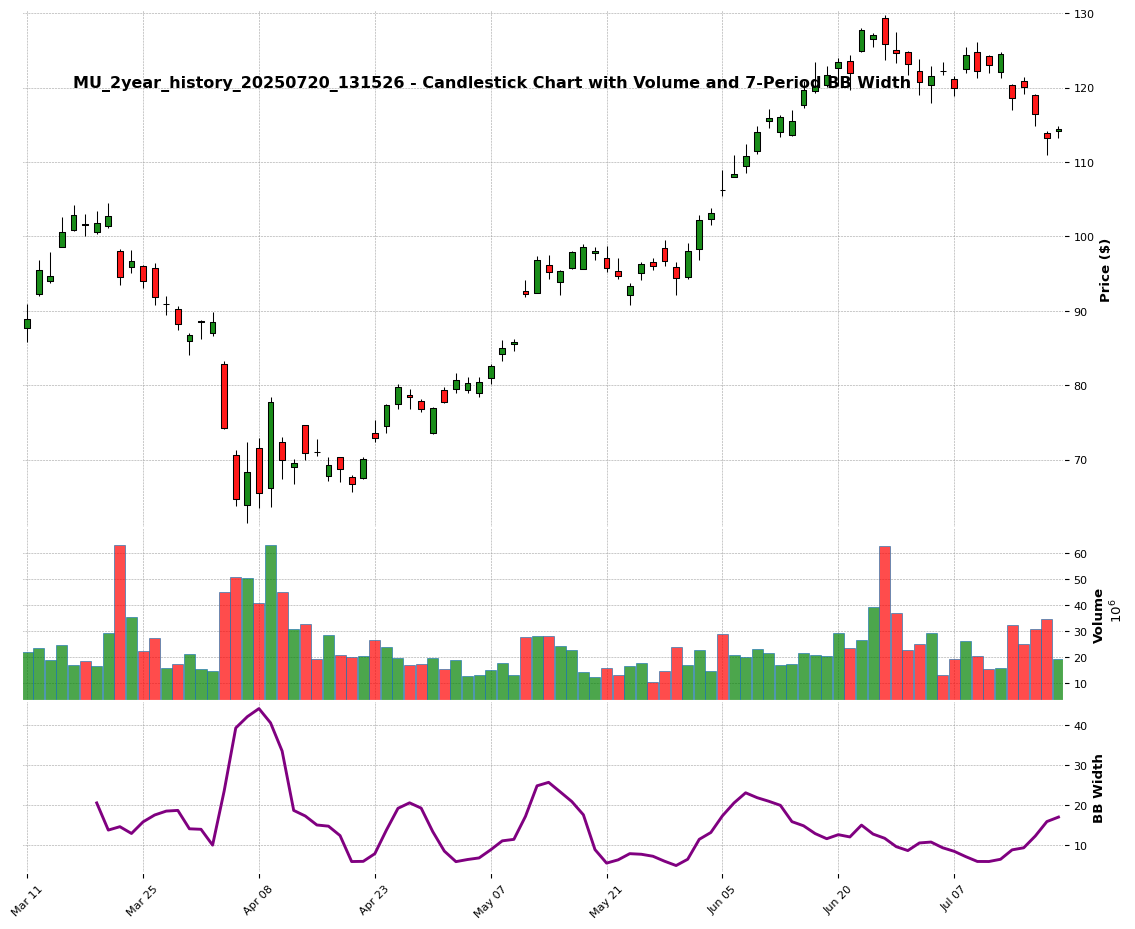 MU_2year_history_20250720_131526 - Candlestick Chart with Volume and 7-Period BB Width
130
120
110
100
90
80
70
Price ($)
60
50
40
30
20
10
Volume
10^6
40
30
20
10
BB Width
Mar 11
Mar 25
Apr 08
Apr 23
May 07
May 21
Jun 05
Jun 20
Jul 07